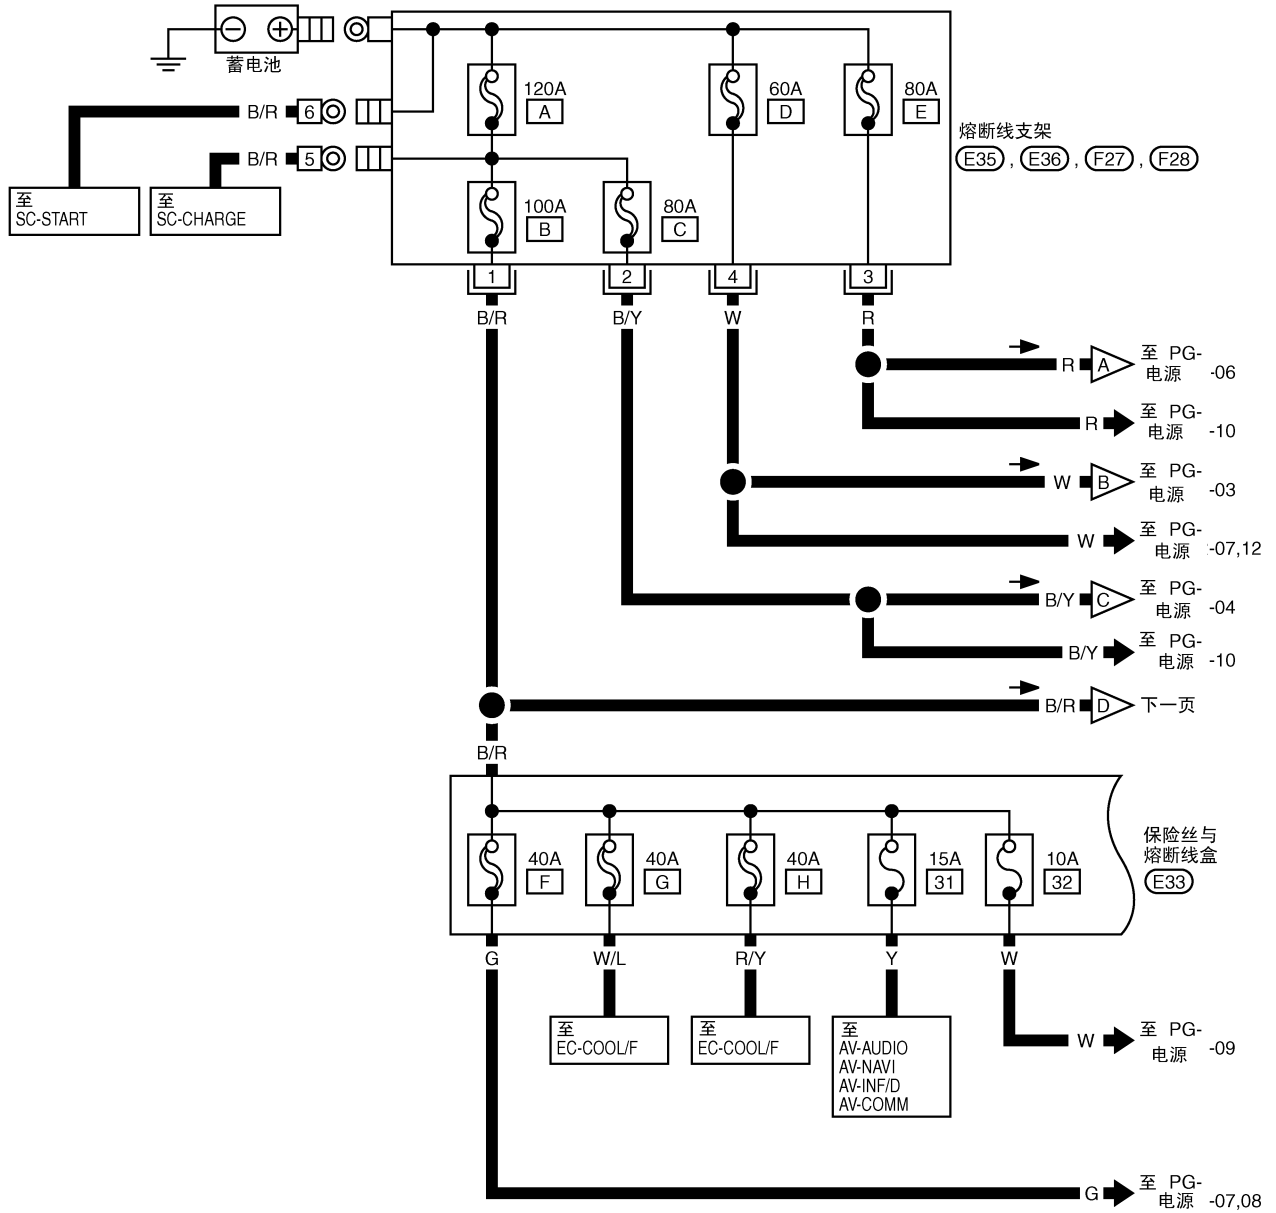 蓄电池
B/R 6
B/R 5
至
SC-START
至
SC-CHARGE
120A
A
60A
D
80A
E
100A
B
80A
C
熔断线支架
E35 , E36 , F27 , F28
1
2
4
3
B/R
B/Y
W
R
R A 至 PG-
电源 -06
R 至 PG-
电源 -10
W B 至 PG-
电源 -03
W 至 PG-
电源 -07,12
B/Y C 至 PG-
电源 -04
B/Y 至 PG-
电源 -10
B/R D 下一页
B/R
40A
F
40A
G
40A
H
15A
31
10A
32
保险丝与
熔断线盒
E33
G
W/L
R/Y
Y
W
至
EC-COOL/F
至
EC-COOL/F
至
AV-AUDIO
AV-NAVI
AV-INF/D
AV-COMM
W 至 PG-
电源 -09
G 至 PG-
电源 -07,08